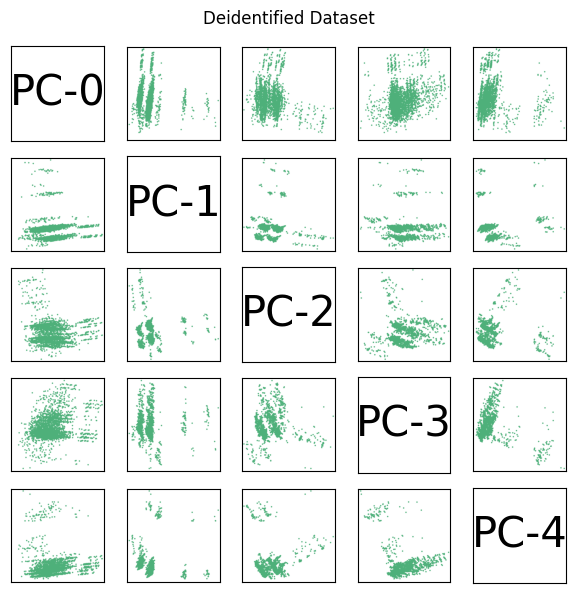 Deidentified Dataset
PC-0
PC-1
PC-2
PC-3
PC-4